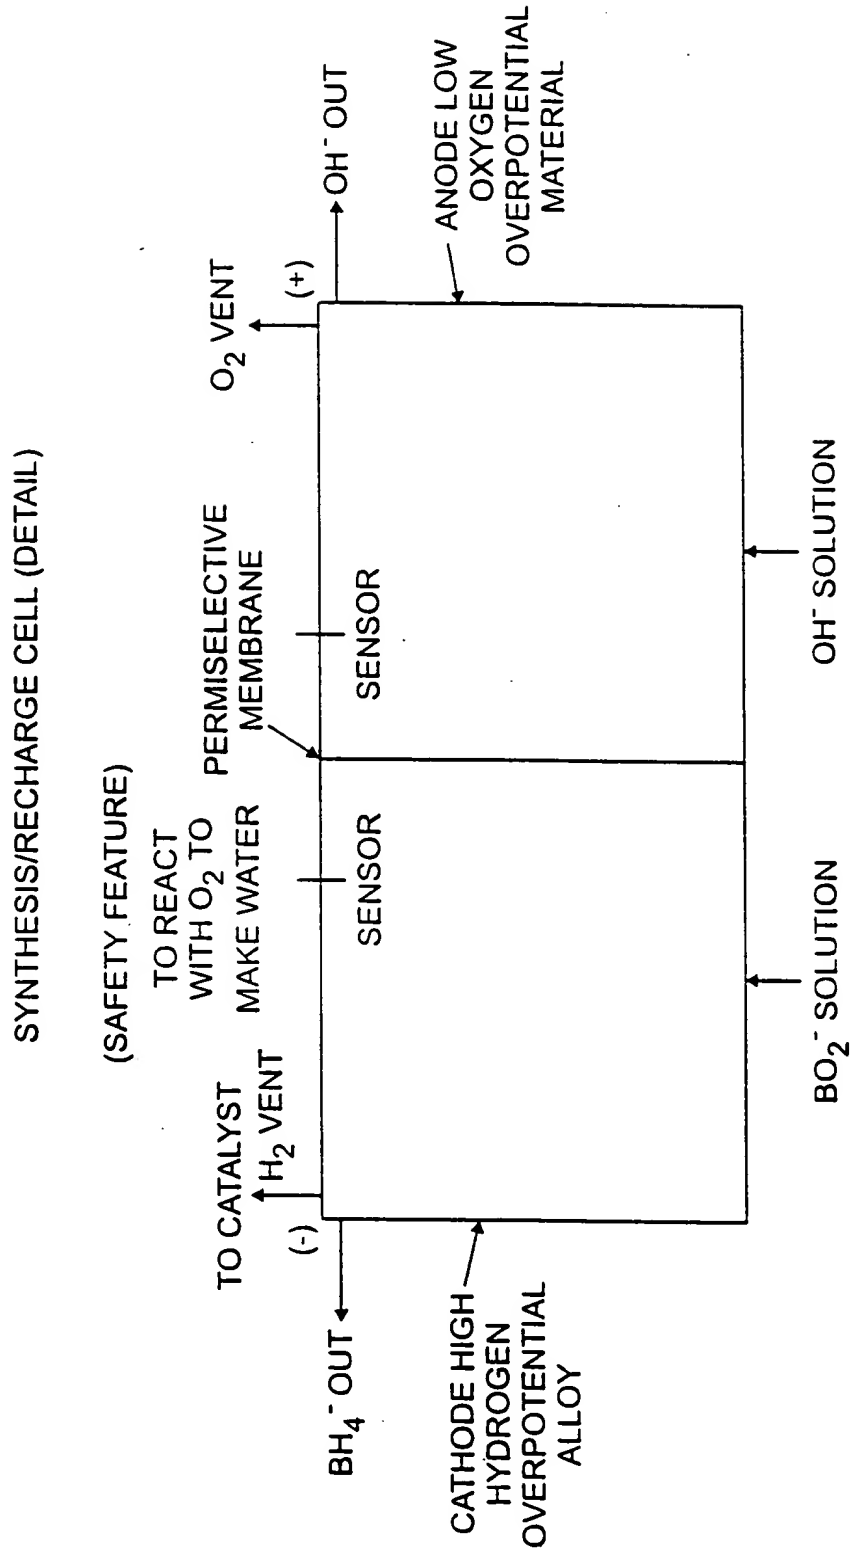 SYNTHESIS/RECHARGE CELL (DETAIL)
(SAFETY FEATURE)
TO REACT
WITH O2 TO
MAKE WATER
TO CATALYST
H2 VENT
PERMISELECTIVE
MEMBRANE
O2 VENT
(-)
(+)
BH4- OUT
OH- OUT
SENSOR
SENSOR
CATHODE HIGH
HYDROGEN
OVERPOTENTIAL
ALLOY
ANODE LOW
OXYGEN
OVERPOTENTIAL
MATERIAL
BO2- SOLUTION
OH- SOLUTION